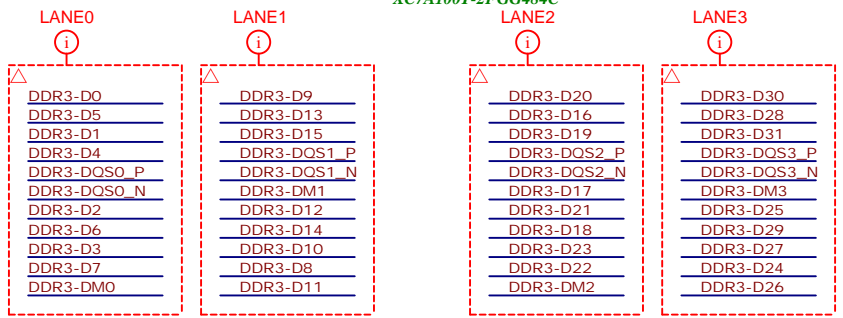 XC7A100T-2FGG484C
LANE0
LANE1
LANE2
LANE3
i
i
i
i
DDR3-D0
DDR3-D5
DDR3-D1
DDR3-D4
DDR3-DQS0_P
DDR3-DQS0_N
DDR3-D2
DDR3-D6
DDR3-D3
DDR3-D7
DDR3-DM0
DDR3-D9
DDR3-D13
DDR3-D15
DDR3-DQS1_P
DDR3-DQS1_N
DDR3-DM1
DDR3-D12
DDR3-D14
DDR3-D10
DDR3-D8
DDR3-D11
DDR3-D20
DDR3-D16
DDR3-D19
DDR3-DQS2_P
DDR3-DQS2_N
DDR3-D17
DDR3-D21
DDR3-D18
DDR3-D23
DDR3-D22
DDR3-DM2
DDR3-D30
DDR3-D28
DDR3-D31
DDR3-DQS3_P
DDR3-DQS3_N
DDR3-DM3
DDR3-D25
DDR3-D29
DDR3-D27
DDR3-D24
DDR3-D26